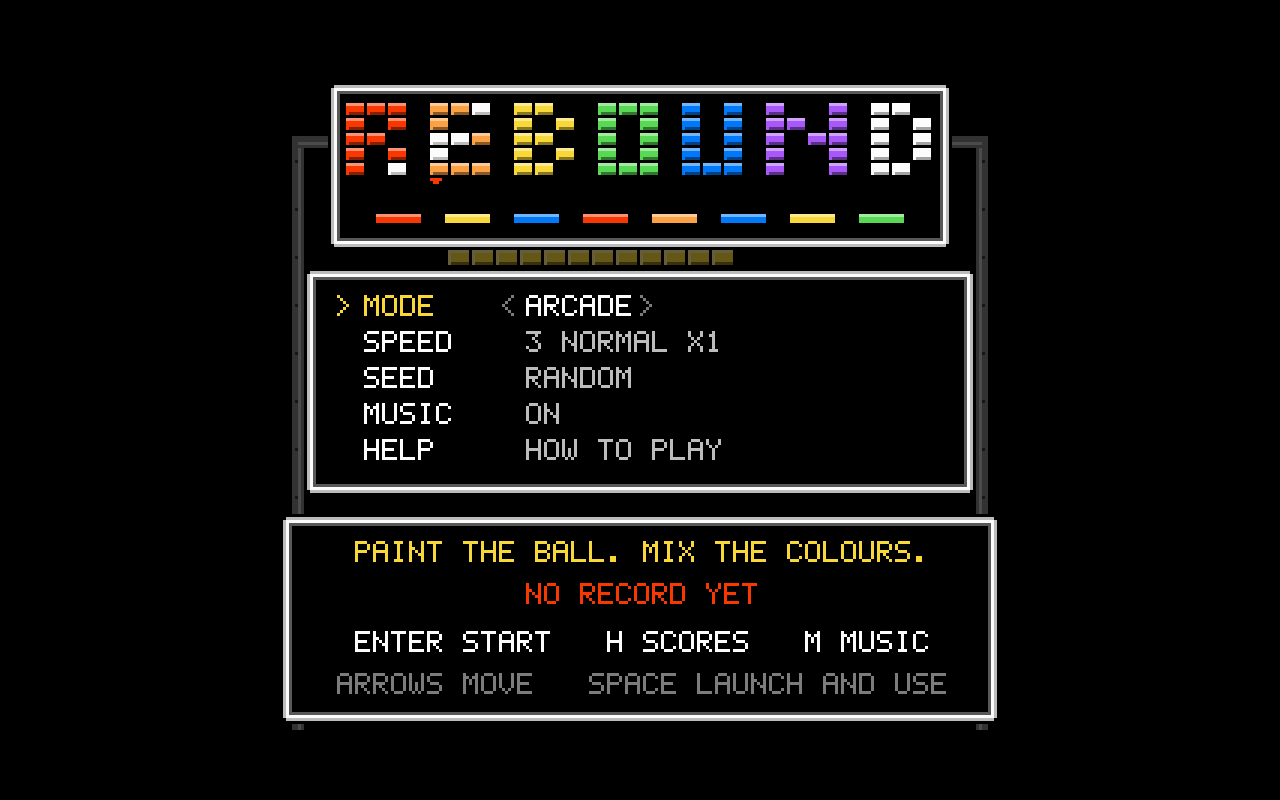 REBOUND
> MODE < ARCADE >
SPEED 3 NORMAL X1
SEED RANDOM
MUSIC ON
HELP HOW TO PLAY
PAINT THE BALL. MIX THE COLOURS.
NO RECORD YET
ENTER START H SCORES M MUSIC
ARROWS MOVE SPACE LAUNCH AND USE